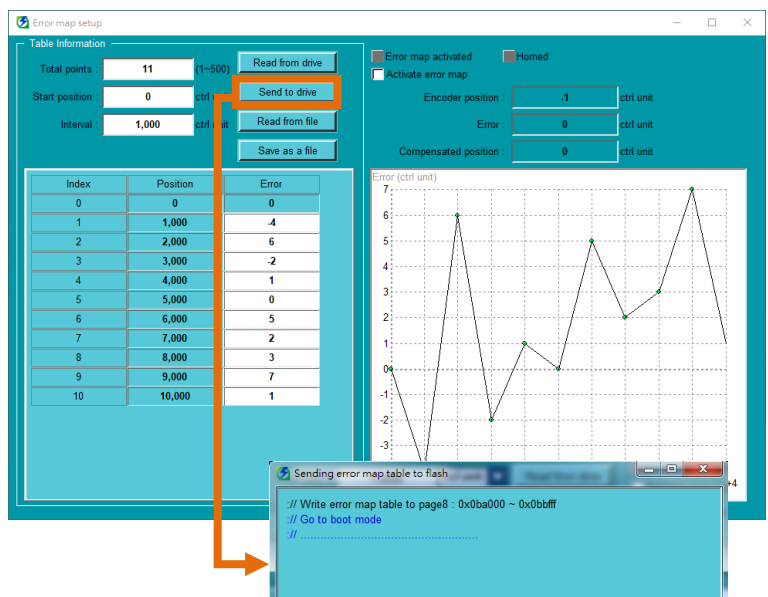 Error map setup
Table Information
Total points : 11 (1~500) Read from drive
Start position : 0 ctrl Send to drive
Interval : 1,000 ctrl unit Read from file
Save as a file
Error map activated Homed
Activate error map
Encoder position : -1 ctrl unit
Error : 0 ctrl unit
Compensated position : 0 ctrl unit
Index Position Error
0 0 0
1 1,000 -4
2 2,000 6
3 3,000 -2
4 4,000 1
5 5,000 0
6 6,000 5
7 7,000 2
8 8,000 3
9 9,000 7
10 10,000 1
Error (ctrl unit)
7
6
5
4
3
2
1
0
-1
-2
-3
+4
Sending error map table to flash
:// Write error map table to page8 : 0x0ba000 ~ 0x0bbfff
:// Go to boot mode
:// ......................................................